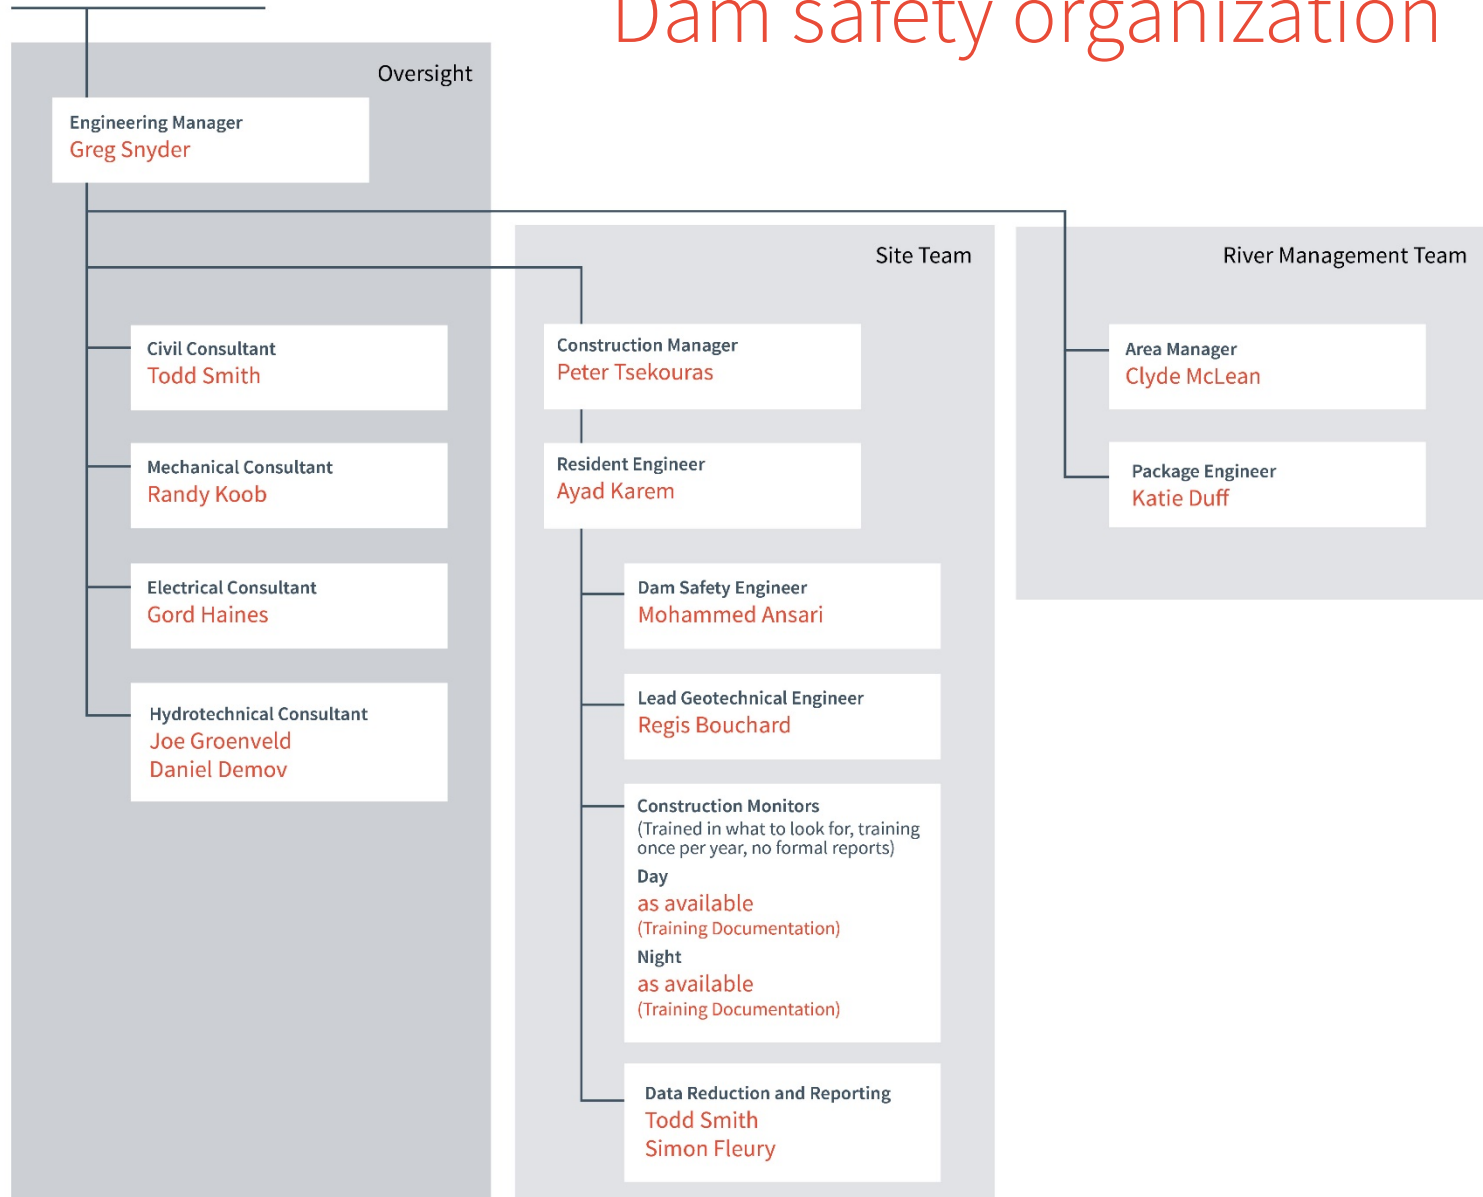 Dam safety organization
Oversight
Engineering Manager
Greg Snyder
Civil Consultant
Todd Smith
Mechanical Consultant
Randy Koob
Electrical Consultant
Gord Haines
Hydrotechnical Consultant
Joe Groenveld
Daniel Demov
Site Team
Construction Manager
Peter Tsekouras
Resident Engineer
Ayad Karem
Dam Safety Engineer
Mohammed Ansari
Lead Geotechnical Engineer
Regis Bouchard
Construction Monitors
(Trained in what to look for, training
once per year, no formal reports)
Day
as available
(Training Documentation)
Night
as available
(Training Documentation)
Data Reduction and Reporting
Todd Smith
Simon Fleury
River Management Team
Area Manager
Clyde McLean
Package Engineer
Katie Duff